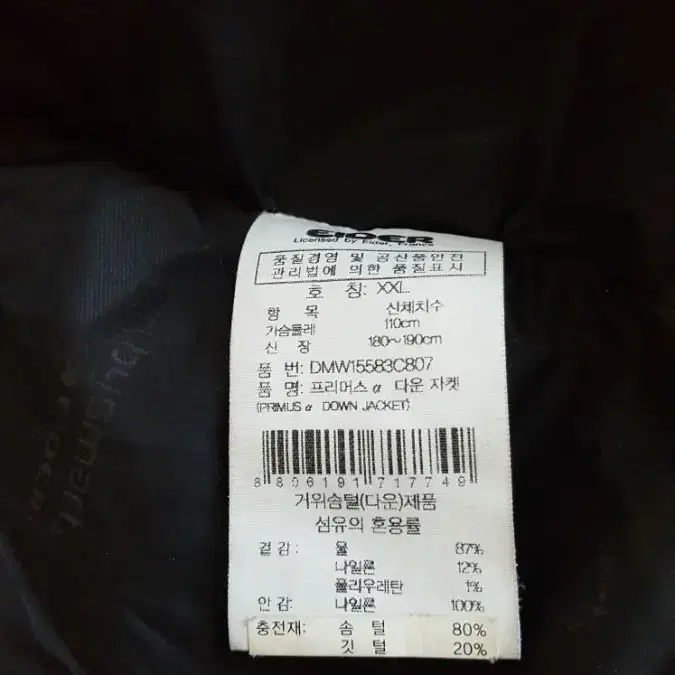 EIDER
Licensed by Eider, France
품질경영 및 공산품안전
관리법에 의한 품질표시
호 칭: XXL
항 목 신체치수
가슴둘레 110cm
신 장 180~190cm
품 번: DMW15583C807
품 명: 프리머스α 다운 자켓
(PRIMUS α DOWN JACKET)
8 806191 717749
거위솜털(다운)제품
섬유의 혼용률
겉감: 울 87%
나일론 12%
폴리우레탄 1%
안감: 나일론 100%
충전재: 솜 털 80%
깃 털 20%